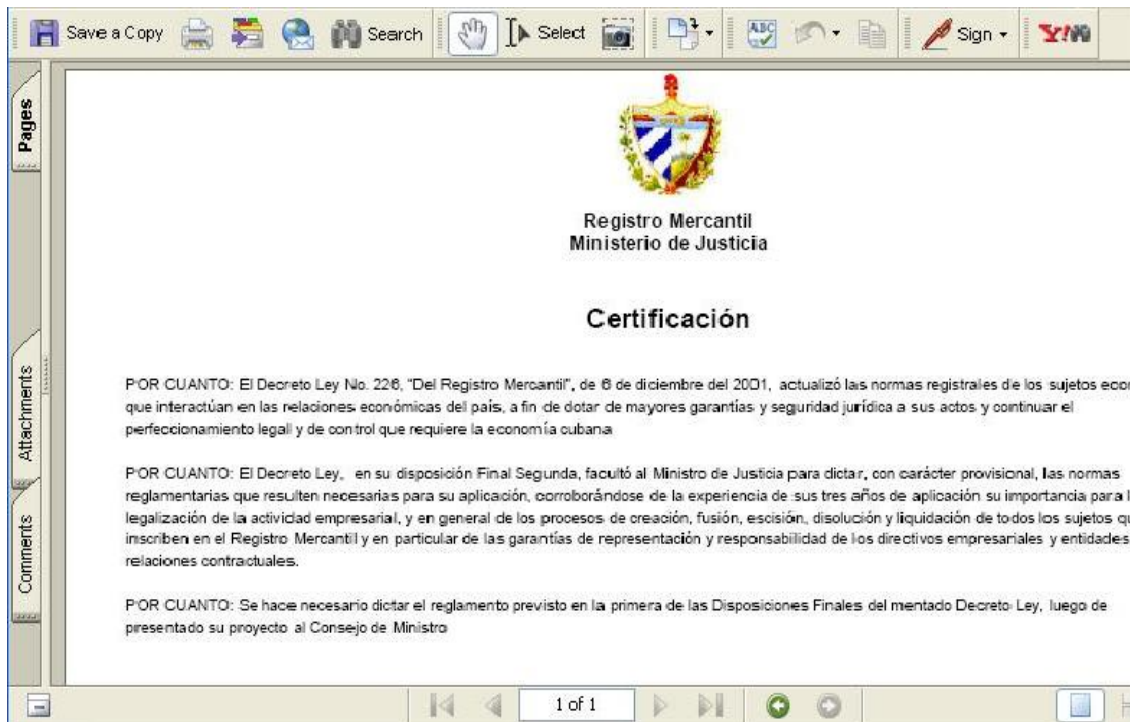 Save a Copy Search Select Sign Y!
Pages
Attachments
Comments
Registro Mercantil
Ministerio de Justicia
Certificación
POR CUANTO: El Decreto Ley No. 226, "Del Registro Mercantil", de 6 de diciembre del 2001, actualizó las normas registrales de los sujetos econ
que interactúan en las relaciones económicas del país, a fin de dotar de mayores garantías y seguridad jurídica a sus actos y continuar el
perfeccionamiento legall y de control que requiere la economía cubana
POR CUANTO: El Decreto Ley, en su disposición Final Segunda, facultó al Ministro de Justicia para dictar, con carácter provisional, las normas
reglamentarias que resulten necesarias para su aplicación, corroborándose de la experiencia de sus tres años de aplicación su importancia para l
legalización de la actividad empresarial, y en general de los procesos de creación, fusión, escisión, disolución y liquidación de todos los sujetos qu
inscriben en el Registro Mercantil y en particular de las garantías de representación y responsabilidad de los directivos empresariales y entidades
relaciones contractuales.
POR CUANTO: Se hace necesario dictar el reglamento previsto en la primera de las Disposiciones Finales del mentado Decreto Ley, luego de
presentado su proyecto al Consejo de Ministro
1 of 1